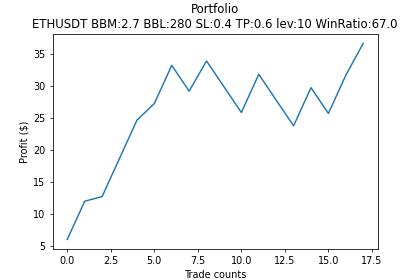 Portfolio
ETHUSDT BBM:2.7 BBL:280 SL:0.4 TP:0.6 lev:10 WinRatio:67.0
35
30
25
20
15
10
5
Profit ($)
0.0 2.5 5.0 7.5 10.0 12.5 15.0 17.5
Trade counts